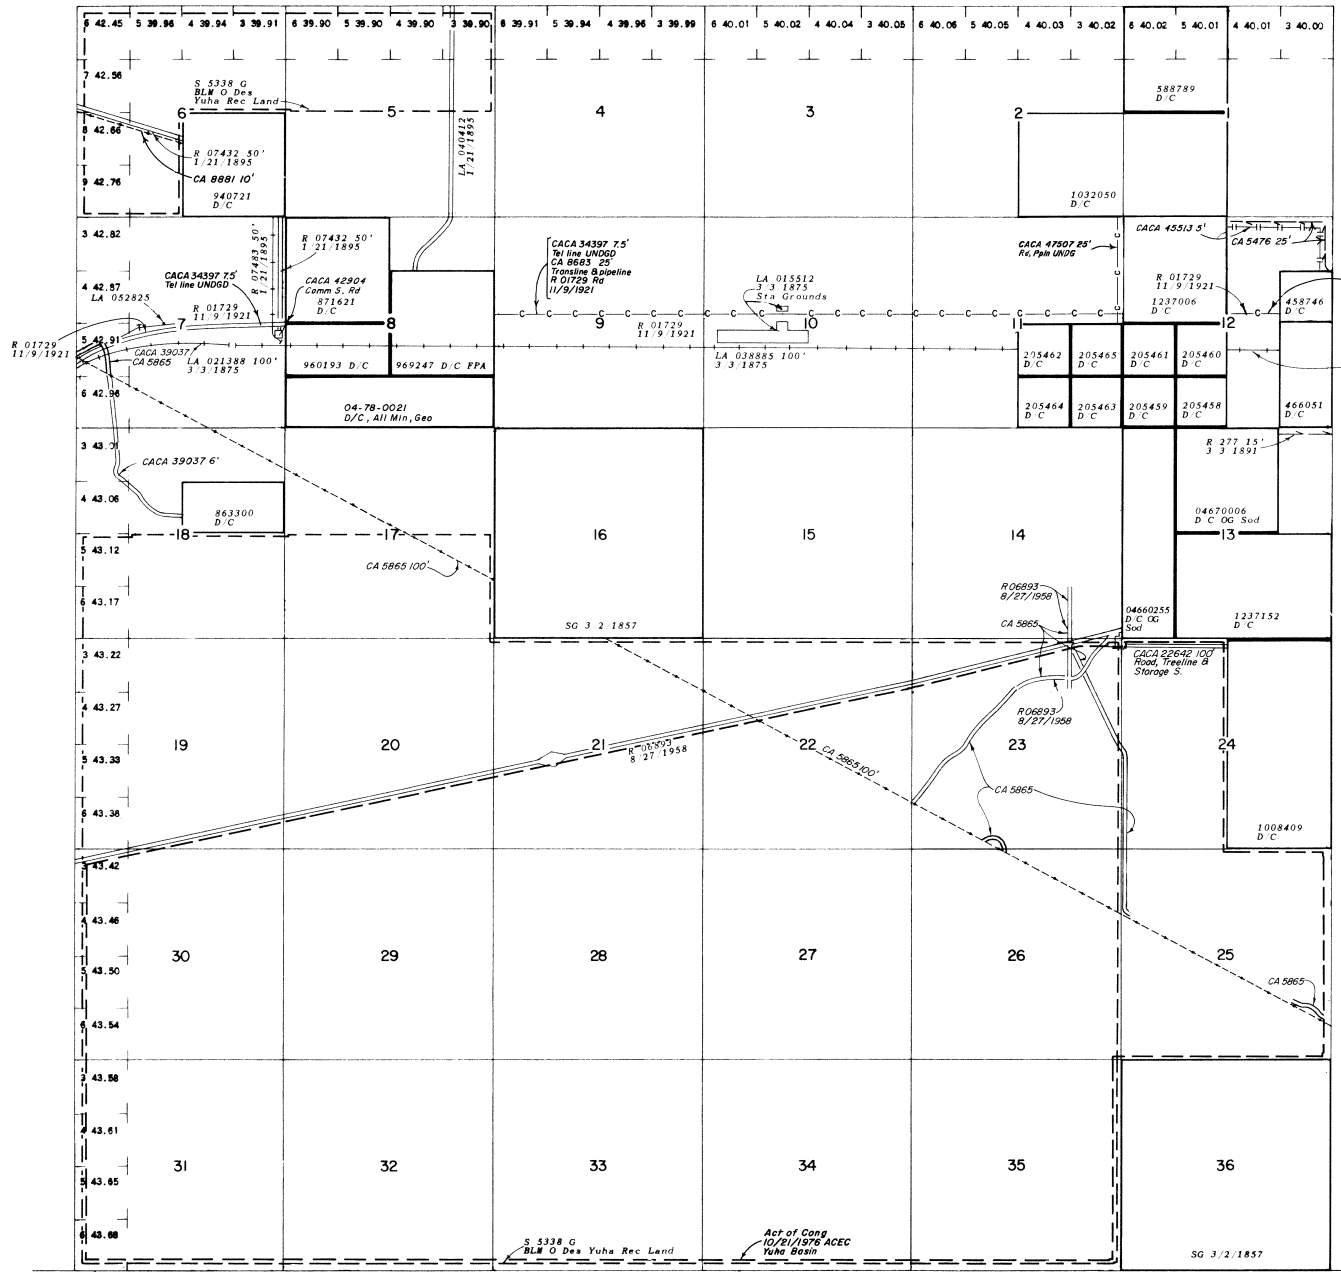 6 42.45 5 39.96 4 39.93 3 39.91 6 39.90 5 39.90 4 39.90 3 39.90 6 39.91 5 39.94 4 39.96 3 39.99 6 40.01 5 40.02 4 40.04 3 40.05 6 40.05 5 40.05 4 40.03 3 40.02 6 40.02 5 40.01 4 40.01 3 40.00
7 42.56
S 5338 G
BLM O Des
Yuha Rec Land
588789
D/C
6 5 4 3 2 1
8 42.66
R 07432 50'
1/21/1895
CA 8881 10'
LA 040412
1/21/1895
9 42.76
940721
D/C
1032050
D/C
3 42.82
R 07483 50'
1/21/1895
R 07432 50'
1/21/1895
CACA 34397 7.5'
Tel line UNDGD
CA 8683 25'
Transline & pipeline
R 01729 Rd
11/9/1921
CACA 47507 25'
Rd, Ppln UNDG
CACA 45513 5'
CA 5476 25'
CACA 34397 7.5'
Tel line UNDGD
CACA 42904
Comm S. Rd
LA 015512
3/3/1875
Sta Grounds
4 42.87
LA 052825
R 01729
11/9/1921
871621
D/C
R 01729
11/9/1921
1237006
D/C
458746
D/C
C C C C C C C C C C C C
7 8 9 10 11 12
R 01729
11/9/1921
R 01729
11/9/1921
5 42.91
CACA 39037
CA 5865
LA 021388 100'
3/3/1875
960193 D/C
969247 D/C FPA
LA 038885 100'
3/3/1875
205462
D/C
205465
D/C
205461
D/C
205460
D/C
6 42.96
04-78-0021
D/C, All Min, Geo
205464
D/C
205463
D/C
205459
D/C
205458
D/C
466051
D/C
3 43.01
R 277 15'
3 3 1891
CACA 39037 6'
4 43.06
863300
D/C
04670006
D C OG Sod
18 17 16 15 14 13
5 43.12
CA 5865 100'
6 43.17
R06893
8/27/1958
CA 5865
SG 3 2/1857
04660255
D/C OG
Sod
1237152
D/C
3 43.22
CACA 22642 100'
Road, Treeline &
Storage S.
4 43.27
R06893
8/27/1958
19 20 21 22 23 24
R 06893
8/27/1958
CA 5865 100'
5 43.33
CA 5865
6 43.38
1008409
D/C
3 43.42
4 43.46
30 29 28 27 26 25
5 43.50
CA 5865
6 43.54
3 43.58
4 43.61
31 32 33 34 35 36
5 43.65
6 43.68
S 5338 G
BLM O Des Yuha Rec Land
Act of Cong
10/21/1976 ACEC
Yuha Basin
SG 3/2/1857